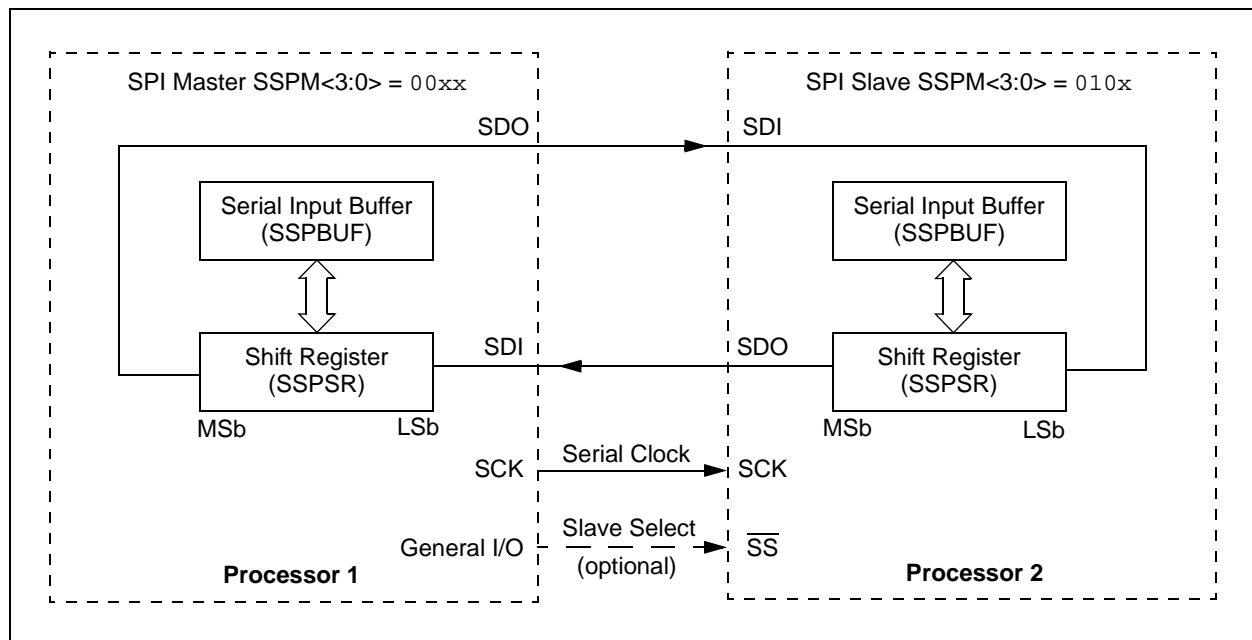 SPI Master SSPM<3:0> = 00xx
SPI Slave SSPM<3:0> = 010x
SDO
SDI
Serial Input Buffer
(SSPBUF)
Serial Input Buffer
(SSPBUF)
Shift Register
(SSPSR)
SDI
SDO
Shift Register
(SSPSR)
MSb
LSb
MSb
LSb
SCK
Serial Clock
SCK
General I/O
Slave Select
(optional)
S̅S̅
Processor 1
Processor 2